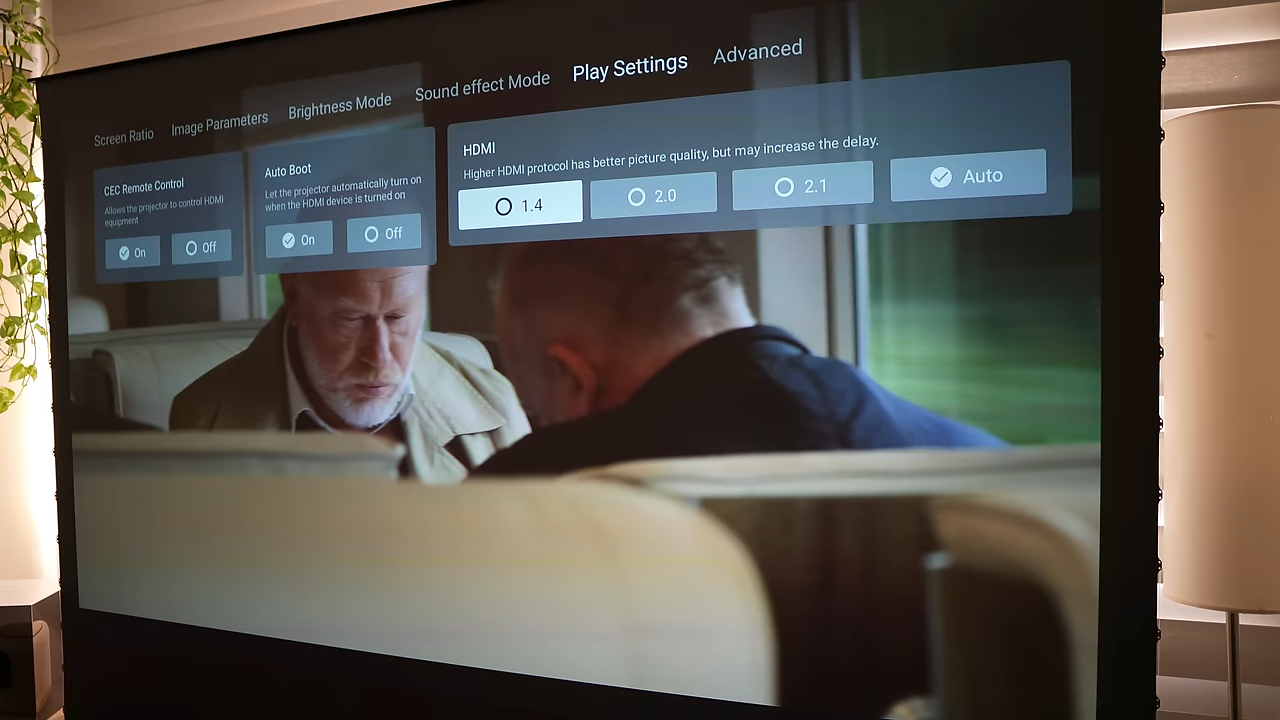 Screen Ratio
Image Parameters
Brightness Mode
Sound effect Mode
Play Settings
Advanced
CEC Remote Control
Allows the projector to control HDMI
equipment
On
Off
Auto Boot
Let the projector automatically turn on
when the HDMI device is turned on
On
Off
HDMI
Higher HDMI protocol has better picture quality, but may increase the delay.
1.4
2.0
2.1
Auto